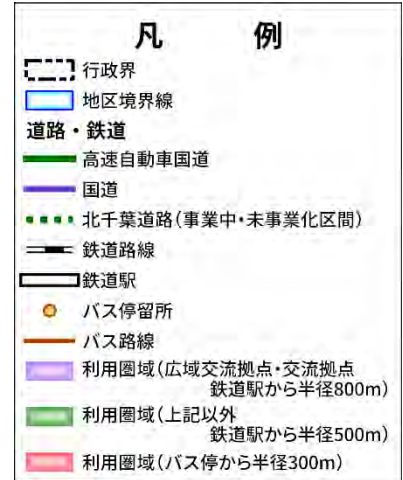 凡 例
行政界
地区境界線
道路・鉄道
高速自動車国道
国道
北千葉道路(事業中・未事業化区間)
鉄道路線
鉄道駅
バス停留所
バス路線
利用圏域(広域交流拠点・交流拠点
鉄道駅から半径800m)
利用圏域(上記以外
鉄道駅から半径500m)
利用圏域(バス停から半径300m)